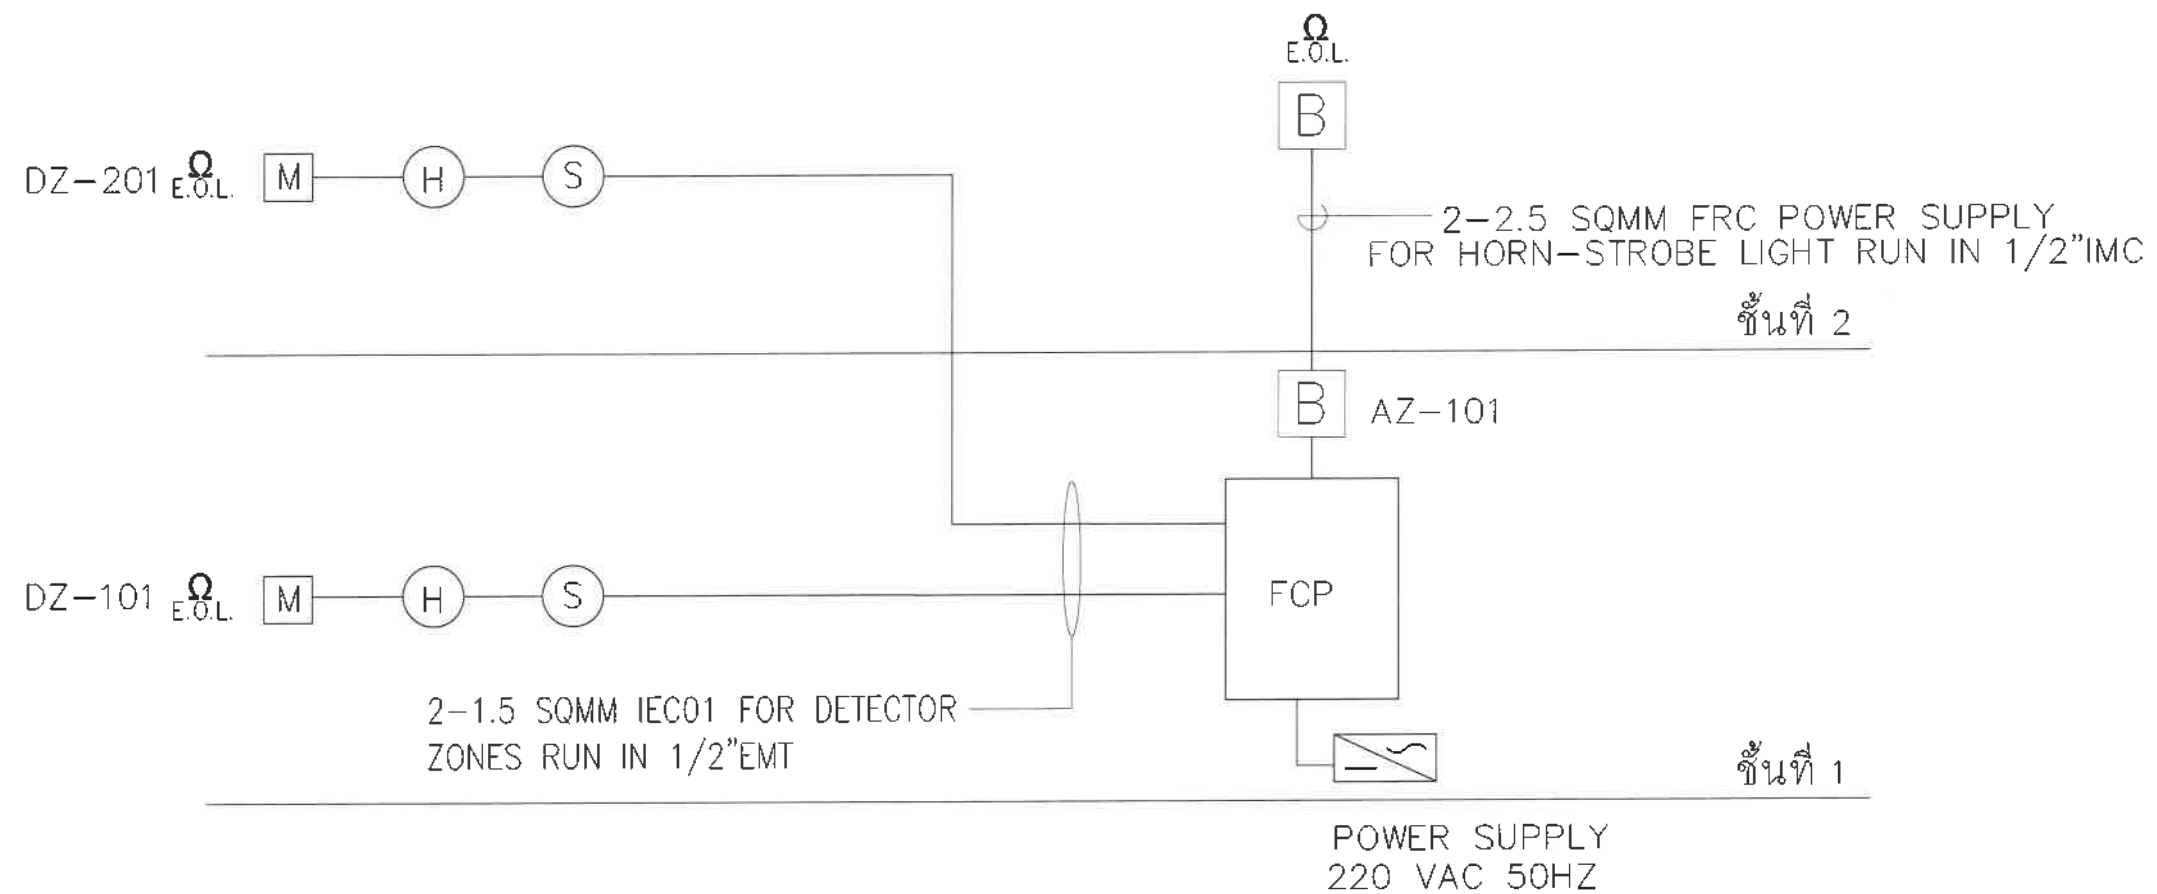 Ω
E.O.L.
B
DZ-201 Ω E.O.L. M H S
2-2.5 SQMM FRC POWER SUPPLY
FOR HORN-STROBE LIGHT RUN IN 1/2"IMC
ชั้นที่ 2
B AZ-101
DZ-101 Ω E.O.L. M H S
FCP
2-1.5 SQMM IEC01 FOR DETECTOR
ZONES RUN IN 1/2"EMT
ชั้นที่ 1
POWER SUPPLY
220 VAC 50HZ